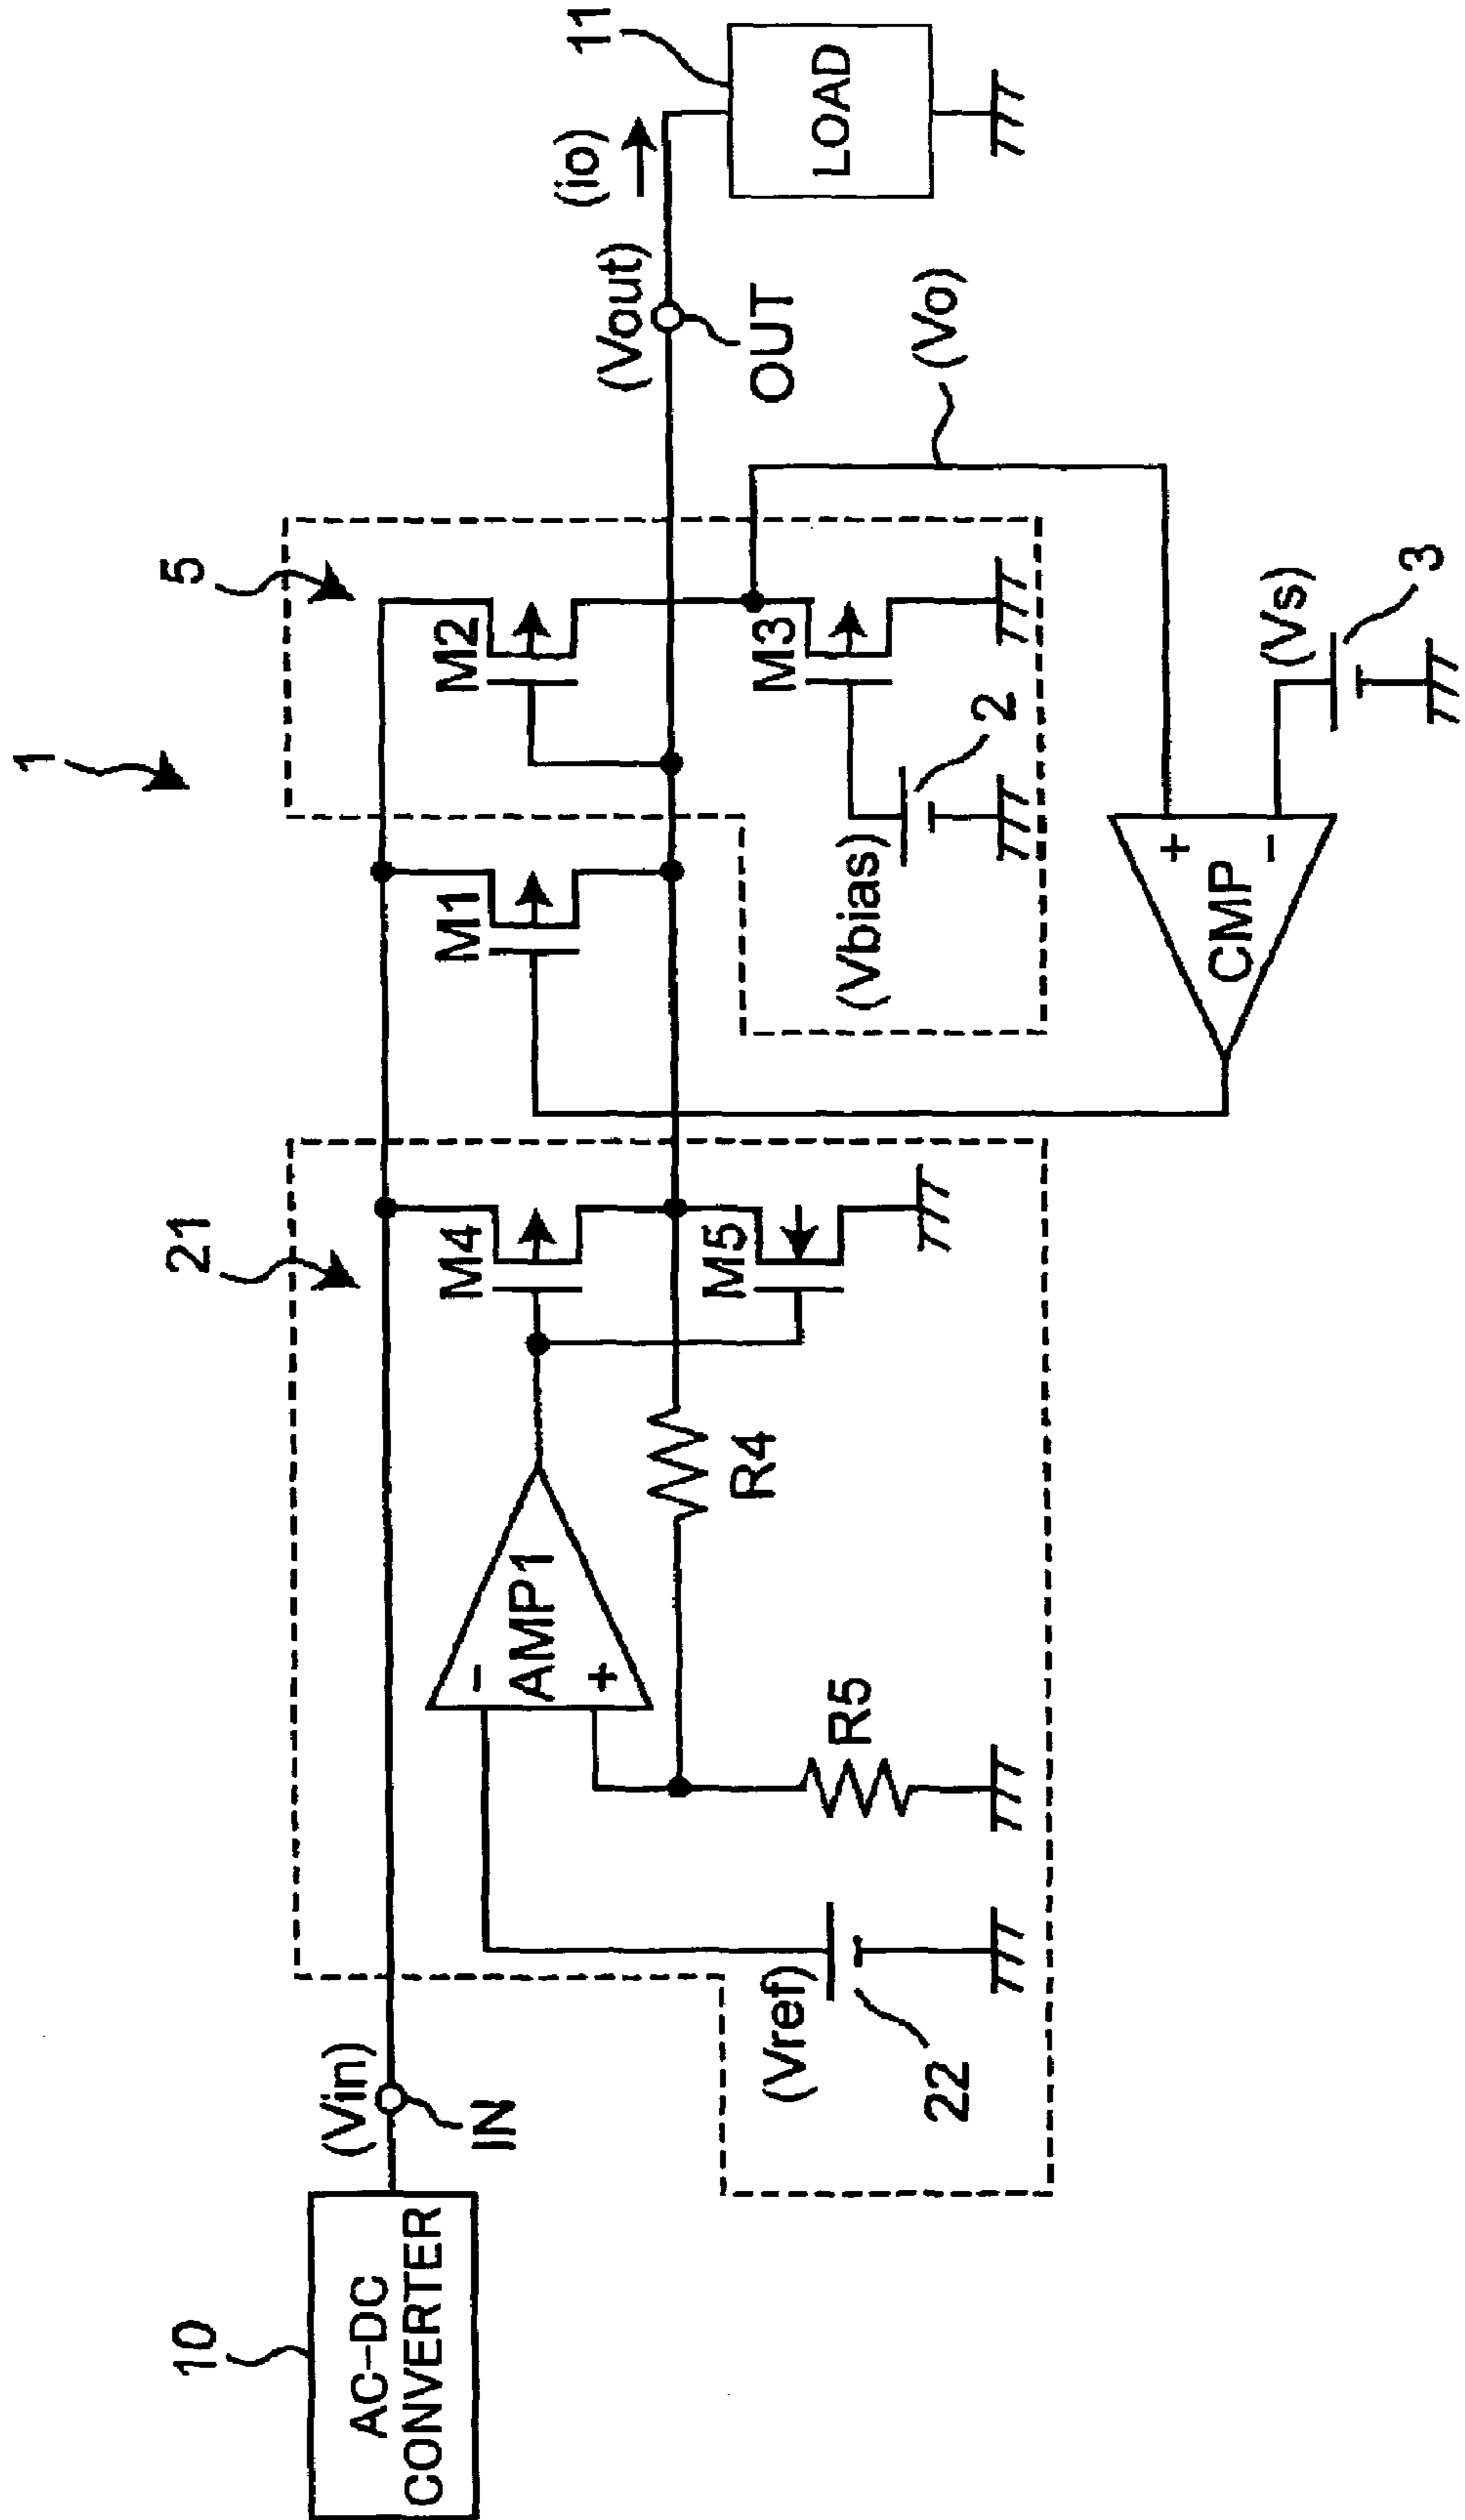 1
10
AC-DC
CONVERTER
(Vin)
IN
21
5
M4
M1
M2
AMP1
-
+
R4
M5
R5
(Vref)
22
(Vbias)
2
M3
(Vout)
OUT
(io)
11
LOAD
(Vo)
CMP
+
-
(Vs)
3